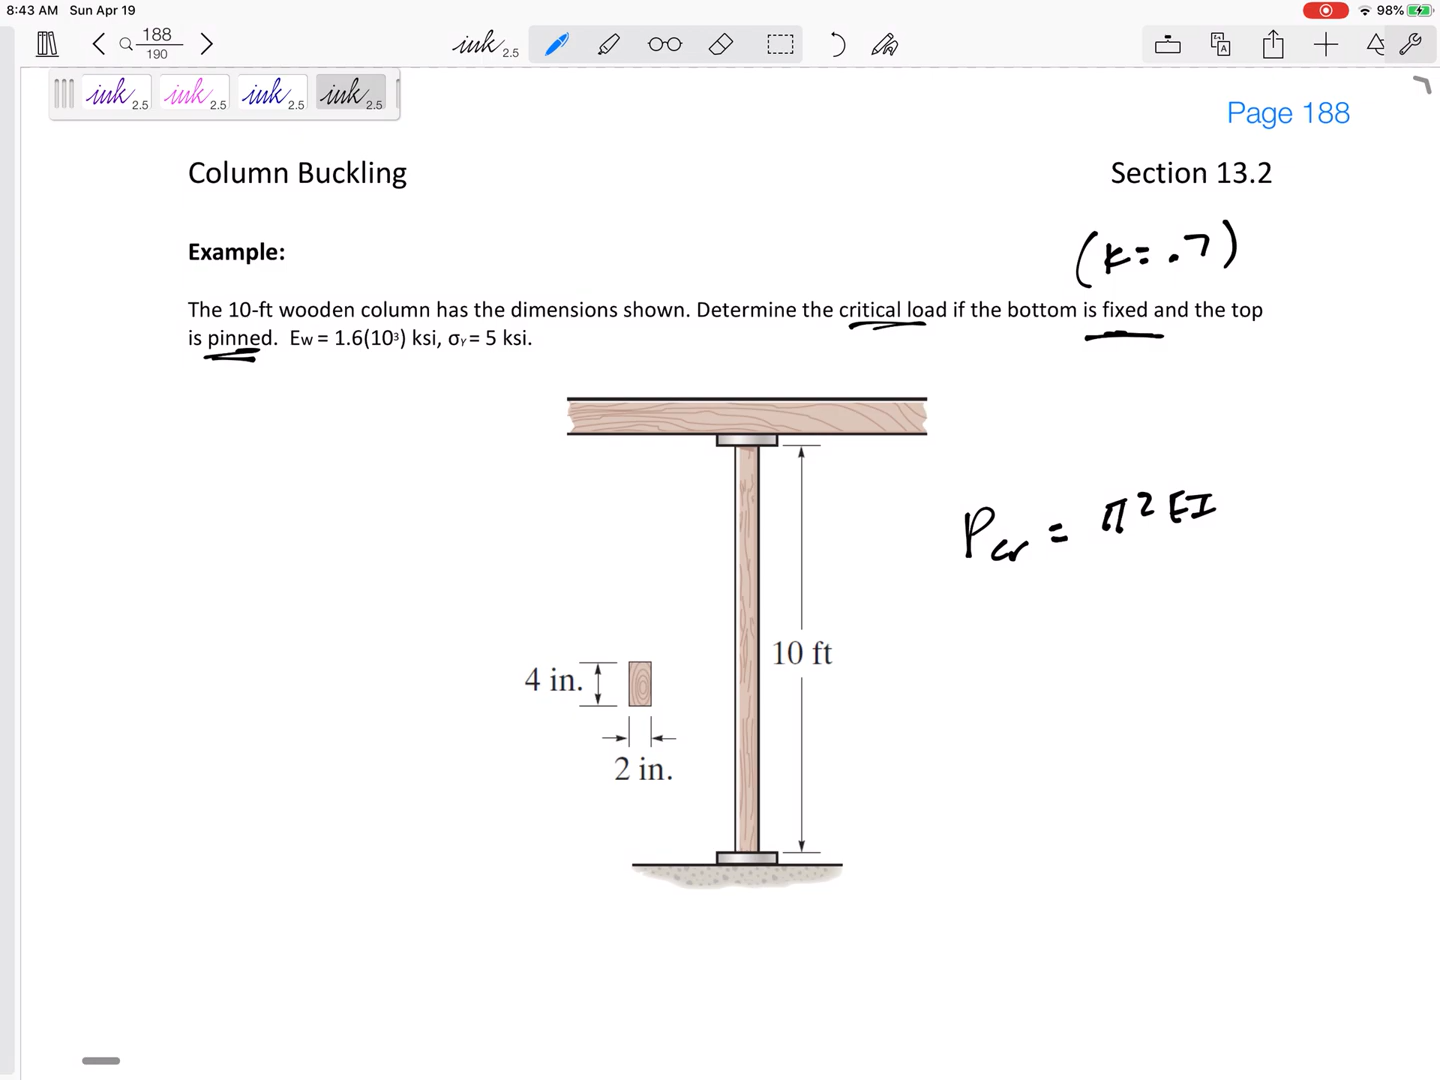 8:43 AM Sun Apr 19
98%
188
190
ink 2.5
ink 2.5 ink 2.5 ink 2.5 ink 2.5
Page 188
Column Buckling Section 13.2
(K = .7)
Example:
The 10-ft wooden column has the dimensions shown. Determine the critical load if the bottom is fixed and the top
is pinned. Ew = 1.6(10³) ksi, σY = 5 ksi.
Pcr = π² EI
10 ft
4 in.
2 in.